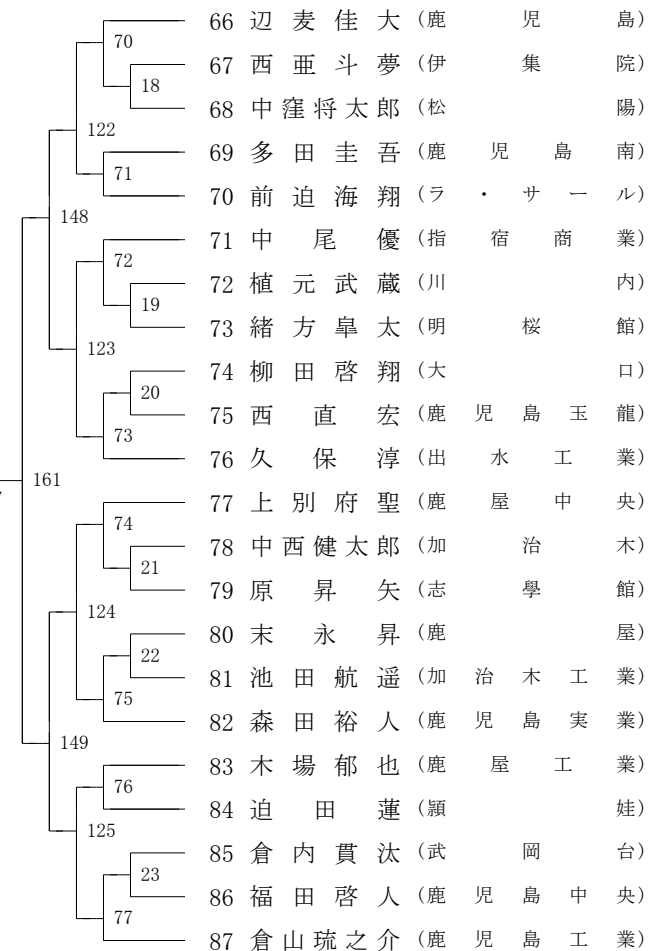 66 辺麦佳大 (鹿児島)
70
67 西亜斗夢 (伊集院)
18
68 中窪将太郎 (松陽)
122
69 多田圭吾 (鹿児島南)
71
70 前迫海翔 (ラ・サール)
148
71 中尾優 (指宿商業)
72
72 植元武蔵 (川内)
19
73 緒方皐太 (明桜館)
123
74 柳田啓翔 (大口)
20
75 西直宏 (鹿児島玉龍)
73
76 久保淳 (出水工業)
161
77 上別府聖 (鹿屋中央)
74
78 中西健太郎 (加治木)
21
79 原昇矢 (志學館)
124
80 末永昇 (鹿屋)
22
81 池田航遥 (加治木工業)
75
82 森田裕人 (鹿児島実業)
149
83 木場郁也 (鹿屋工業)
76
84 迫田蓮 (頴娃)
125
85 倉内貫汰 (武岡台)
23
86 福田啓人 (鹿児島中央)
77
87 倉山琉之介 (鹿児島工業)